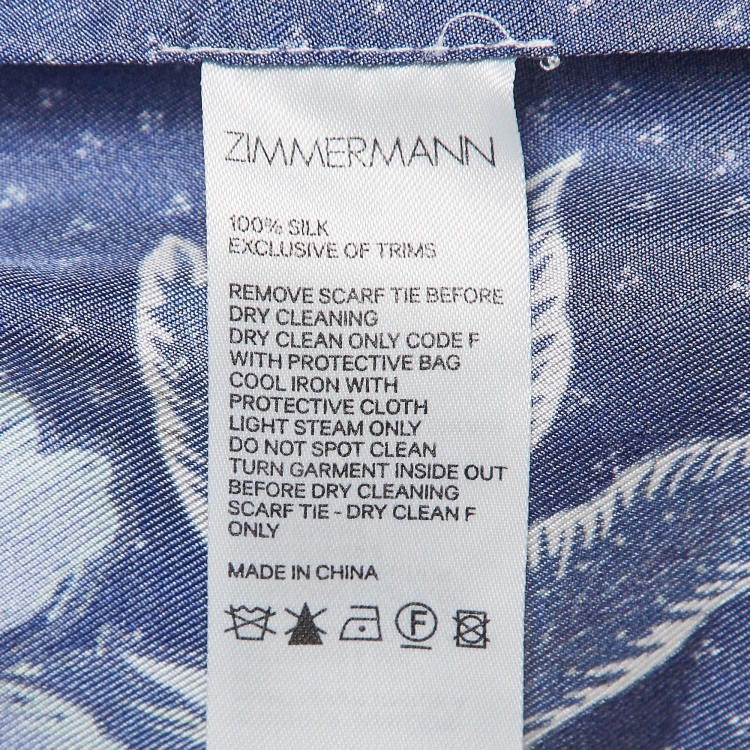 ZIMMERMANN
100% SILK
EXCLUSIVE OF TRIMS
REMOVE SCARF TIE BEFORE
DRY CLEANING
DRY CLEAN ONLY CODE F
WITH PROTECTIVE BAG
COOL IRON WITH
PROTECTIVE CLOTH
LIGHT STEAM ONLY
DO NOT SPOT CLEAN
TURN GARMENT INSIDE OUT
BEFORE DRY CLEANING
SCARF TIE - DRY CLEAN F
ONLY
MADE IN CHINA
F